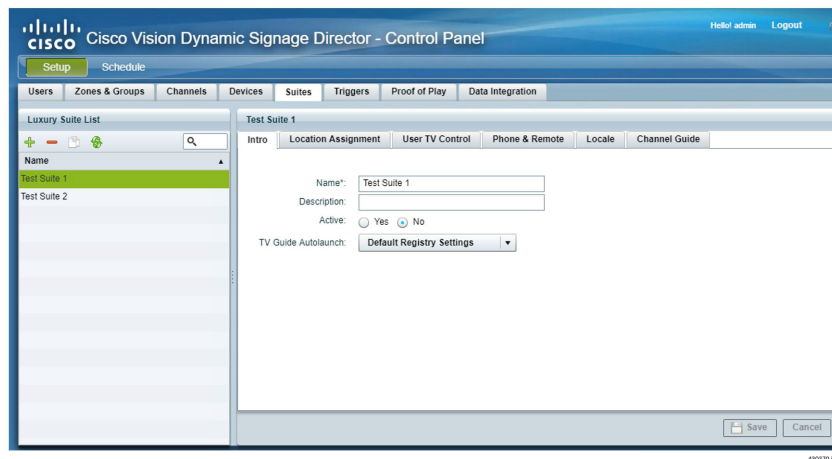 Hello! admin Logout
CISCO Cisco Vision Dynamic Signage Director - Control Panel
Setup Schedule
Users Zones & Groups Channels Devices Suites Triggers Proof of Play Data Integration
Luxury Suite List
Name
Test Suite 1
Test Suite 2
Test Suite 1
Intro Location Assignment User TV Control Phone & Remote Locale Channel Guide
Name*: Test Suite 1
Description:
Active: Yes No
TV Guide Autolaunch: Default Registry Settings
Save Cancel